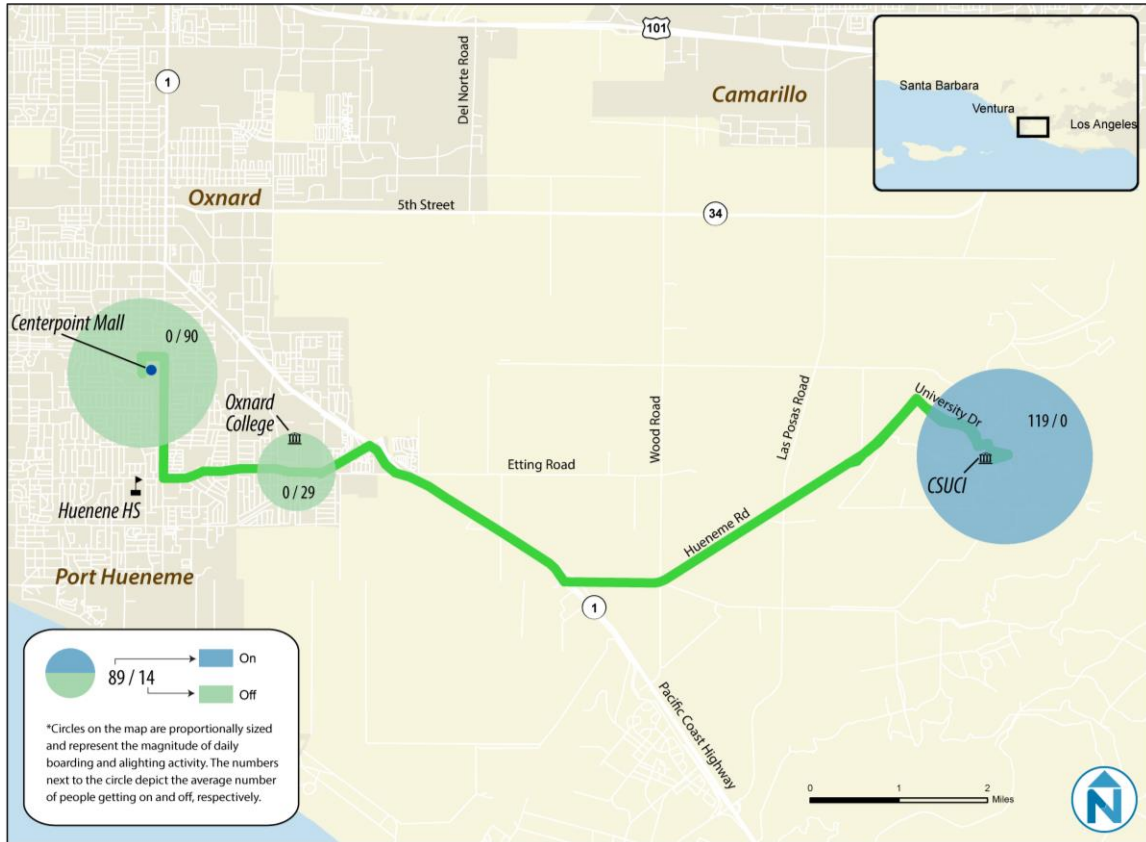 101
1
Del Norte Road
Camarillo
Santa Barbara
Ventura
Los Angeles
Oxnard
5th Street
34
Centerpoint Mall
0 / 90
Oxnard
College
Etting Road
Wood Road
Las Posas Road
University Dr
119 / 0
CSUCI
0 / 29
Huenene HS
Hueneme Rd
Port Hueneme
1
Pacific Coast Highway
89 / 14
On
Off
*Circles on the map are proportionally sized
and represent the magnitude of daily
boarding and alighting activity. The numbers
next to the circle depict the average number
of people getting on and off, respectively.
0 1 2
Miles
N